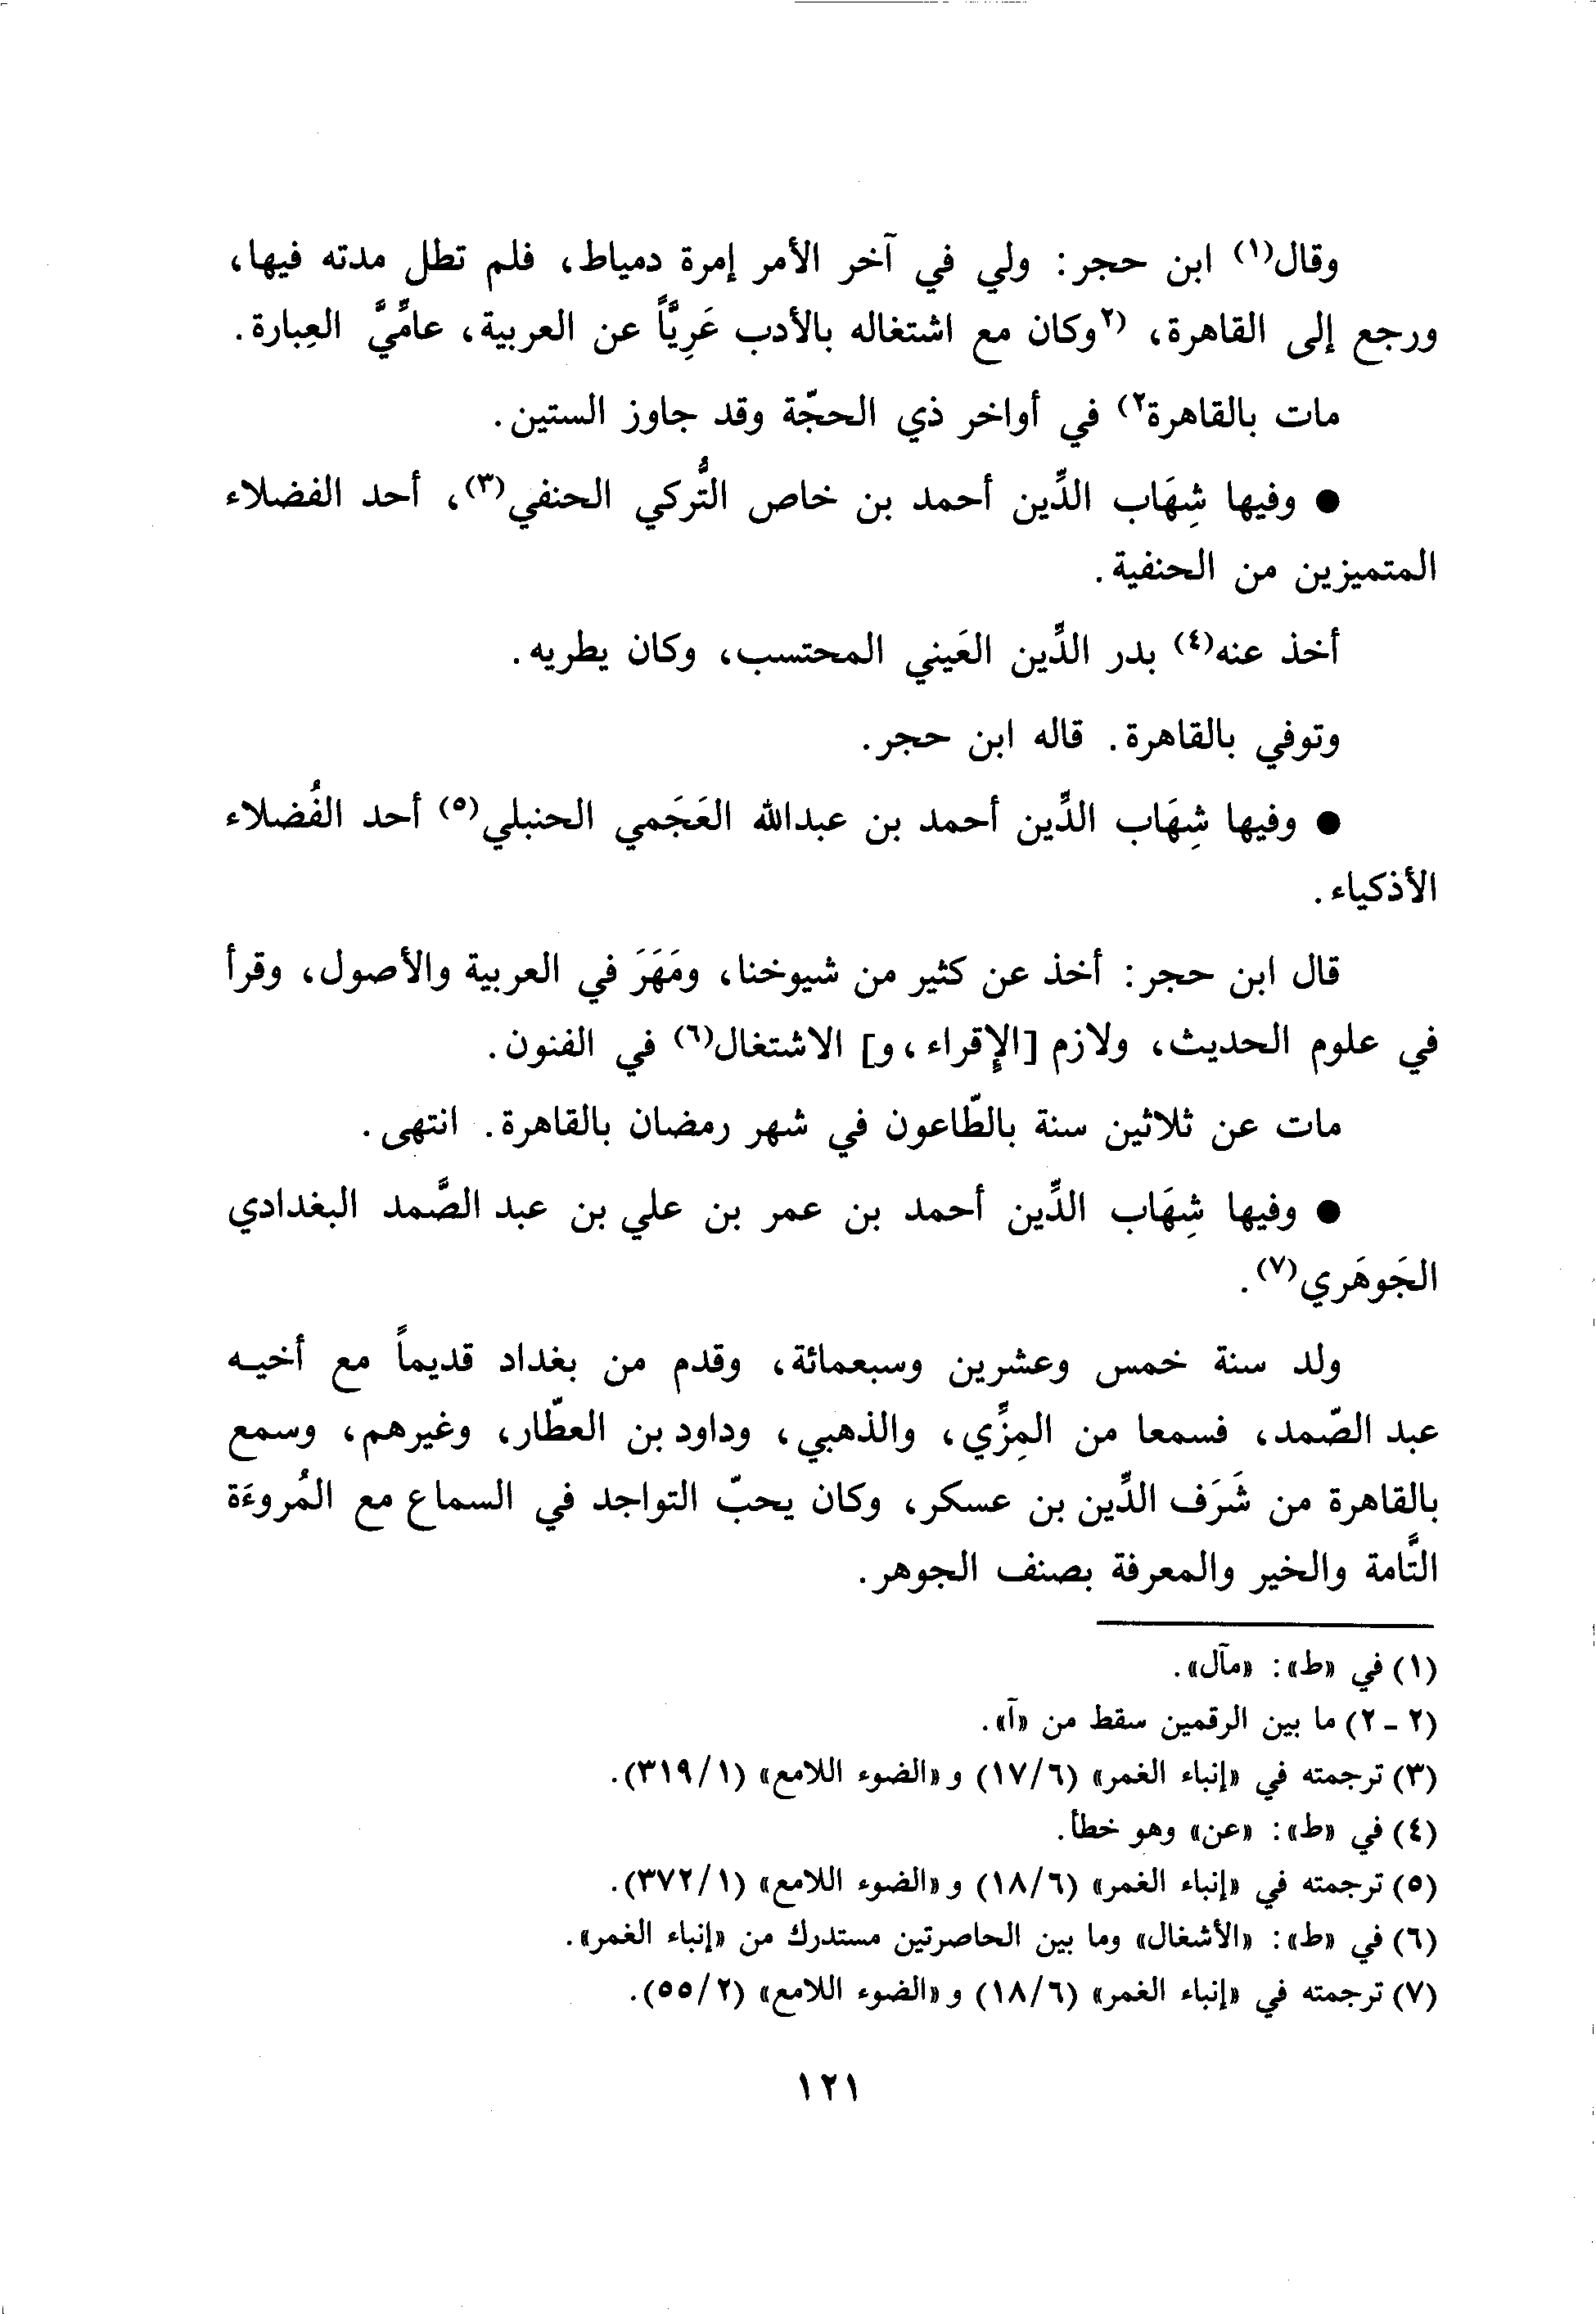 وقال(١) ابن حجر: ولي في آخر الأمر إمرة دمياط، فلم تطل مدته فيها،
ورجع إلى القاهرة، (٢وكان مع اشتغاله بالأدب عَرِيَّاً عن العربية، عامِّيَّ العِبارة.
مات بالقاهرة٢) في أواخر ذي الحجّة وقد جاوز الستين.
● وفيها شِهَاب الدِّين أحمد بن خاص التُّركي الحنفي(٣)، أحد الفضلاء
المتميزين من الحنفية.
أخذ عنه(٤) بدر الدِّين العَيني المحتسب، وكان يطريه.
وتوفي بالقاهرة. قاله ابن حجر.
● وفيها شِهَاب الدِّين أحمد بن عبدالله العَجَمي الحنبلي(٥) أحد الفُضلاء
الأذكياء.
قال ابن حجر: أخذ عن كثير من شيوخنا، ومَهَرَ في العربية والأصول، وقرأ
في علوم الحديث، ولازم [الإِقراء، و] الاشتغال(٦) في الفنون.
مات عن ثلاثين سنة بالطّاعون في شهر رمضان بالقاهرة. انتهى.
● وفيها شِهَاب الدِّين أحمد بن عمر بن علي بن عبد الصَّمد البغدادي
الجَوهَري(٧).
ولد سنة خمس وعشرين وسبعمائة، وقدم من بغداد قديماً مع أخيه
عبد الصّمد، فسمعا من المِزِّي، والذهبي، وداود بن العطّار، وغيرهم، وسمع
بالقاهرة من شَرَف الدِّين بن عسكر، وكان يحبّ التواجد في السماع مع المُروءَة
التَّامة والخير والمعرفة بصنف الجوهر.
(١) في «ط»: «مآل».
(٢ - ٢) ما بين الرقمين سقط من «آ».
(٣) ترجمته في «إنباء الغمر» (١٧/٦) و«الضوء اللامع» (٣١٩/١).
(٤) في «ط»: «عن» وهو خطأ.
(٥) ترجمته في «إنباء الغمر» (١٨/٦) و«الضوء اللامع» (٣٧٢/١).
(٦) في «ط»: «الأشغال» وما بين الحاصرتين مستدرك من «إنباء الغمر».
(٧) ترجمته في «إنباء الغمر» (١٨/٦) و«الضوء اللامع» (٥٥/٢).
١٢١